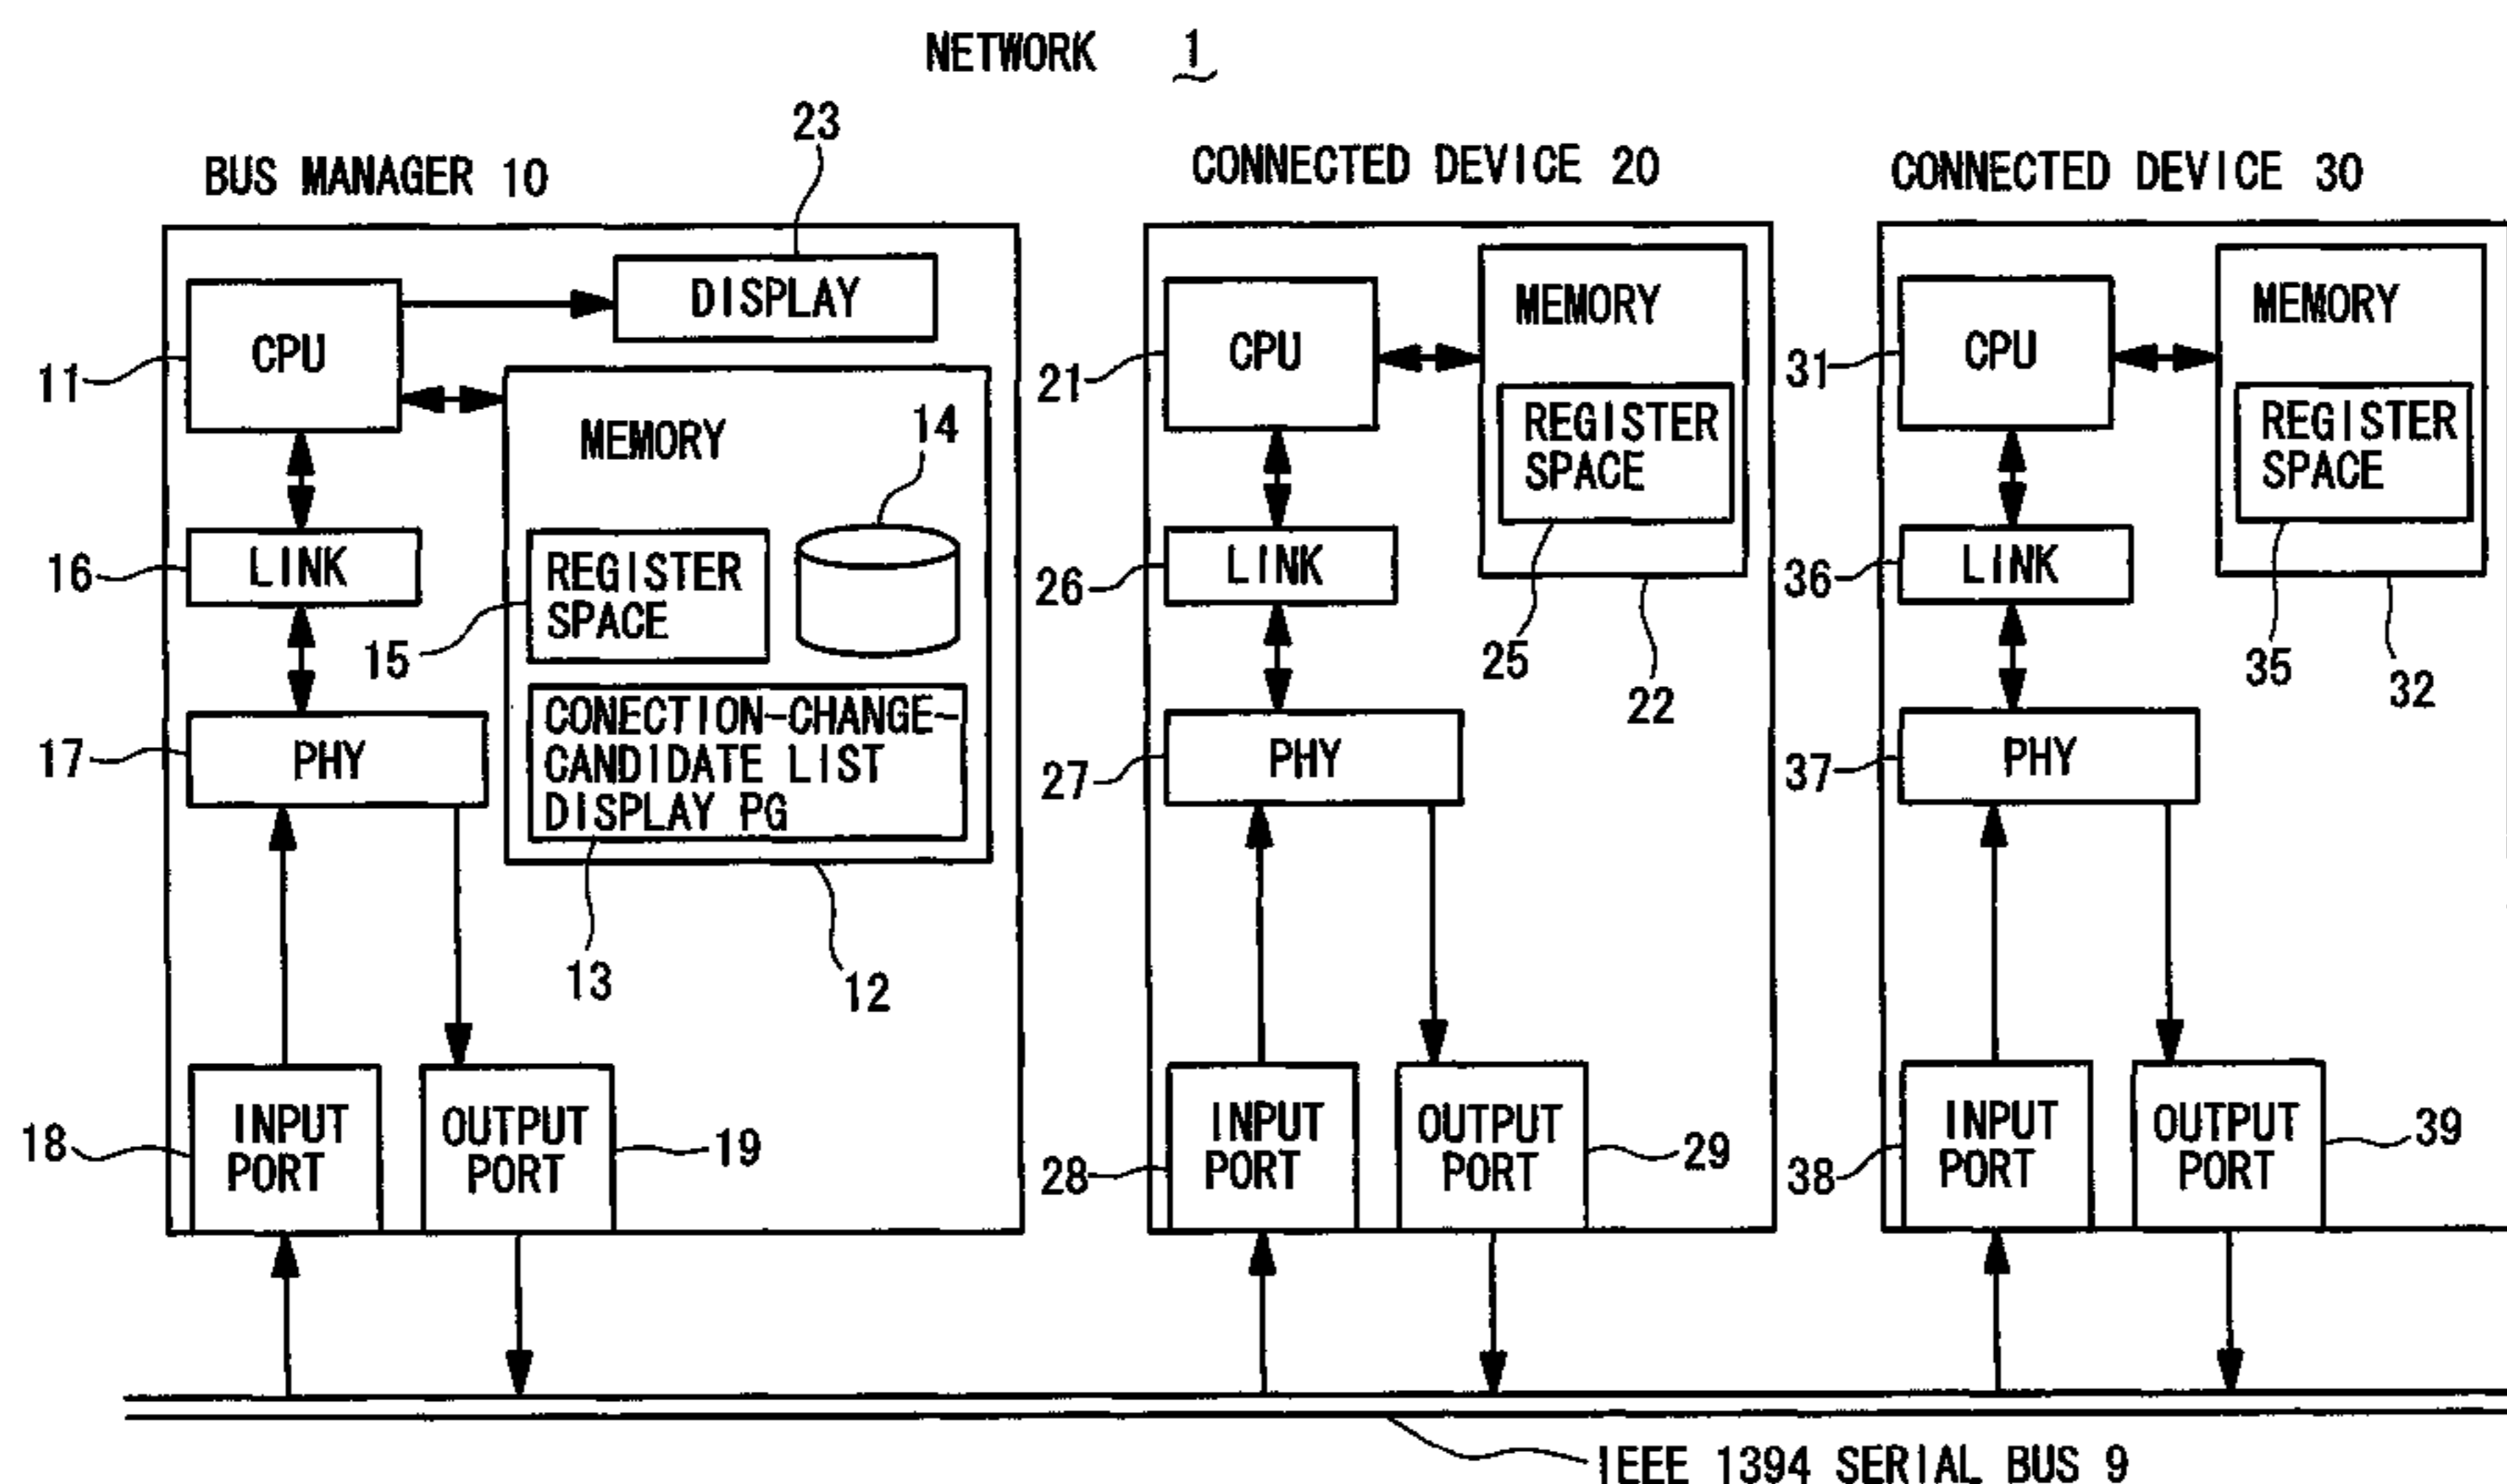 NETWORK 1
BUS MANAGER 10
23
DISPLAY
CPU
11
MEMORY
14
LINK
16
REGISTER
SPACE
15
PHY
17
CONECTION-CHANGE-
CANDIDATE LIST
DISPLAY PG
13
12
INPUT
PORT
18
OUTPUT
PORT
19
CONNECTED DEVICE 20
CPU
21
MEMORY
REGISTER
SPACE
LINK
26
25
22
PHY
27
INPUT
PORT
28
OUTPUT
PORT
29
CONNECTED DEVICE 30
CPU
31
MEMORY
REGISTER
SPACE
LINK
36
35
32
PHY
37
INPUT
PORT
38
OUTPUT
PORT
39
IEEE 1394 SERIAL BUS 9